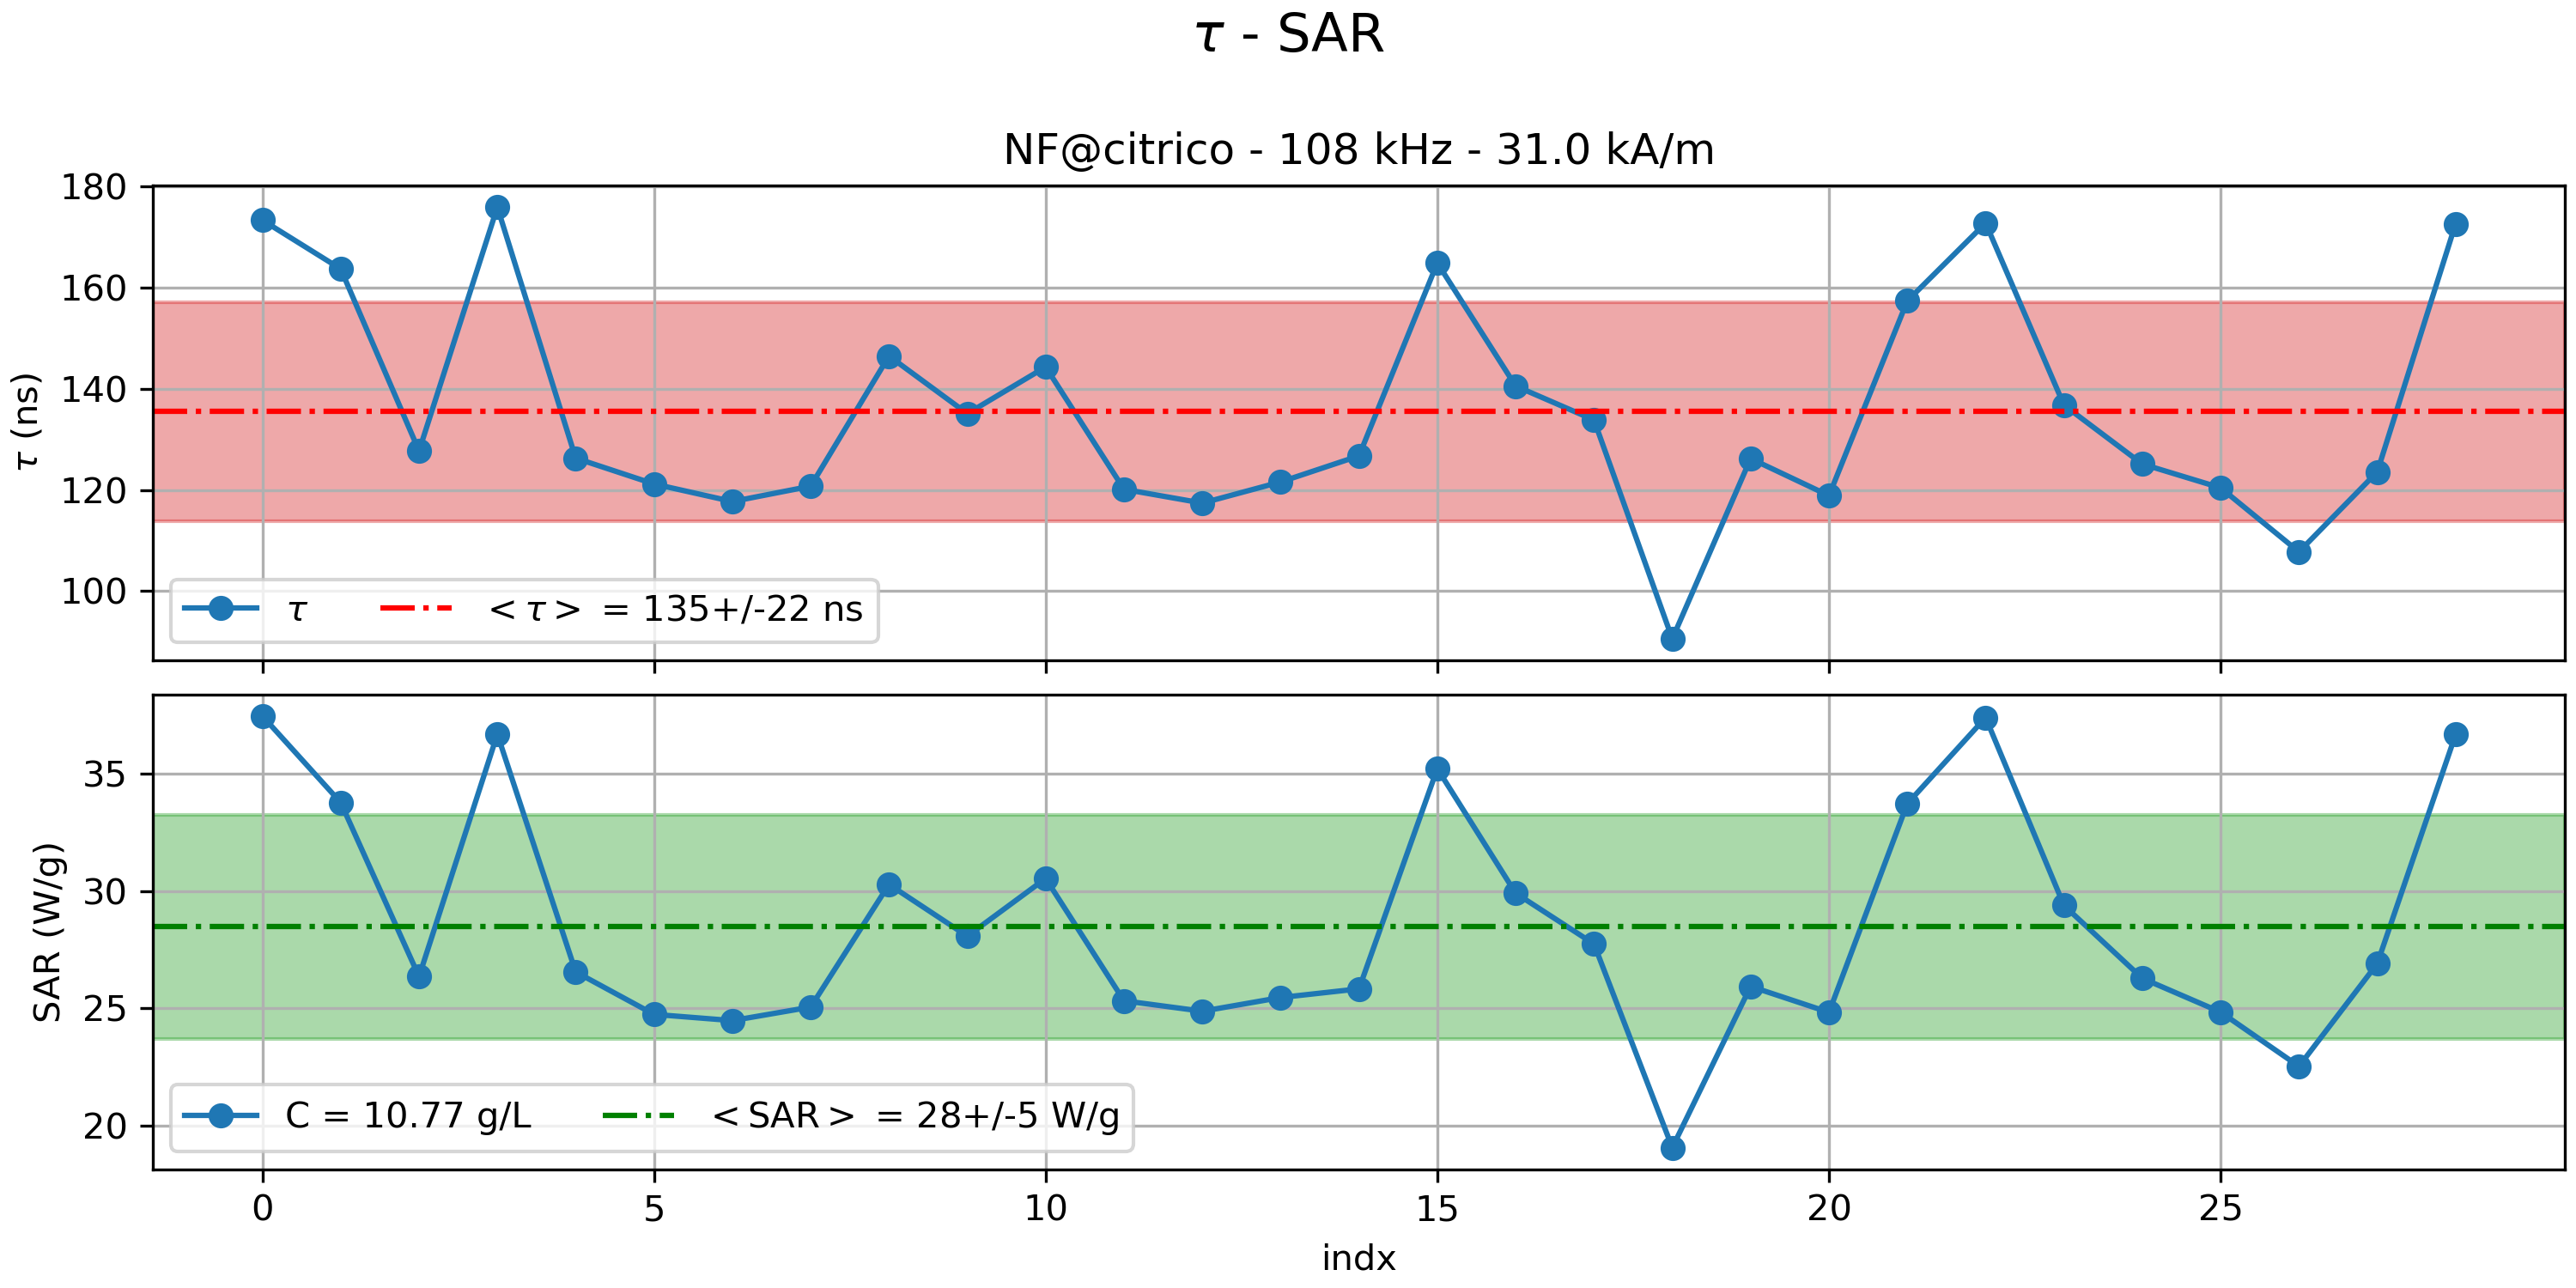 τ - SAR
NF@citrico - 108 kHz - 31.0 kA/m
180
160
140
120
100
τ (ns)
τ
<τ> = 135+/-22 ns
35
30
25
20
SAR (W/g)
C = 10.77 g/L
<SAR> = 28+/-5 W/g
0 5 10 15 20 25
indx